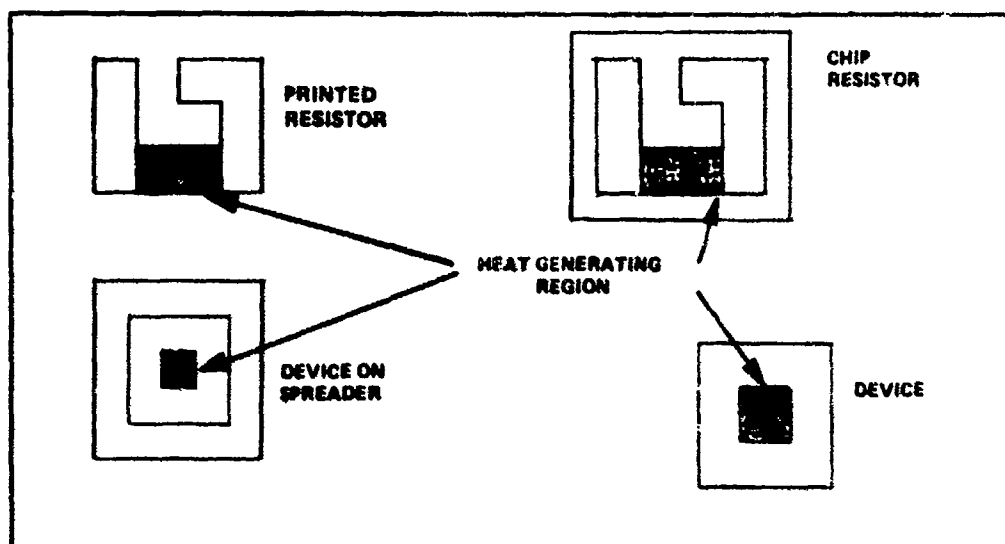 PRINTED
RESISTOR
CHIP
RESISTOR
HEAT GENERATING
REGION
DEVICE ON
SPREADER
DEVICE